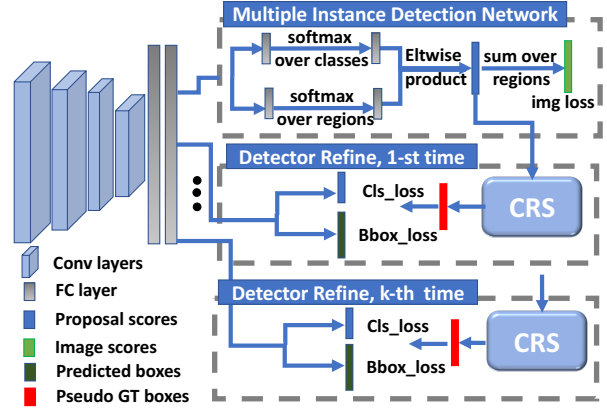 Multiple Instance Detection Network
softmax
over classes
softmax
over regions
Eltwise
product
sum over
regions
img loss
Detector Refine, 1-st time
Cls_loss
Bbox_loss
CRS
Detector Refine, k-th time
Cls_loss
Bbox_loss
CRS
Conv layers
FC layer
Proposal scores
Image scores
Predicted boxes
Pseudo GT boxes